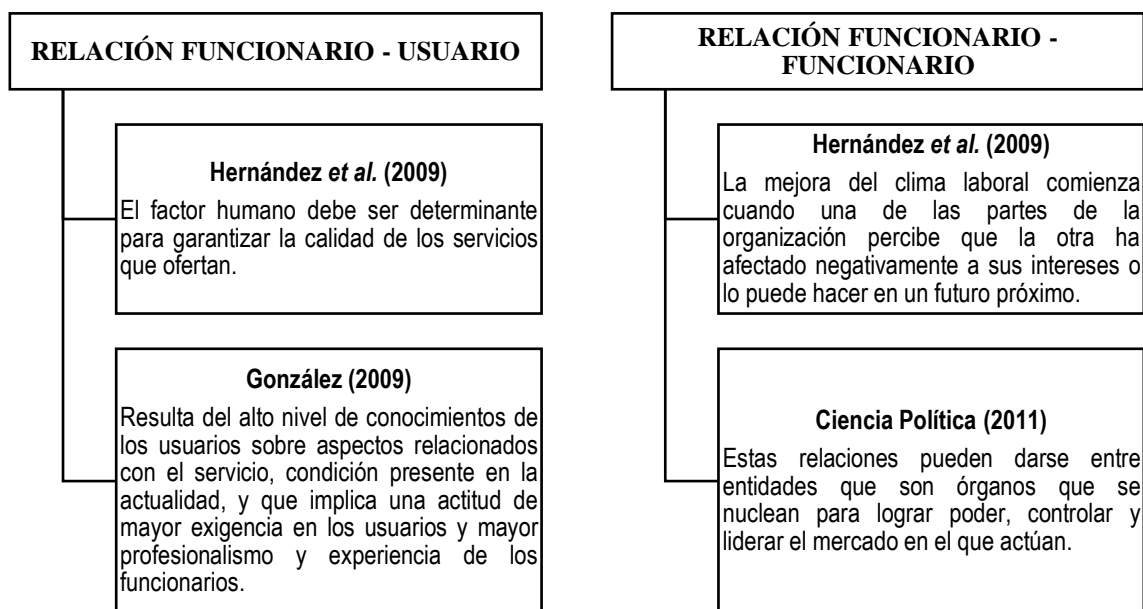 RELACIÓN FUNCIONARIO - USUARIO
Hernández et al. (2009)
El factor humano debe ser determinante
para garantizar la calidad de los servicios
que ofertan.
González (2009)
Resulta del alto nivel de conocimientos de
los usuarios sobre aspectos relacionados
con el servicio, condición presente en la
actualidad, y que implica una actitud de
mayor exigencia en los usuarios y mayor
profesionalismo y experiencia de los
funcionarios.
RELACIÓN FUNCIONARIO -
FUNCIONARIO
Hernández et al. (2009)
La mejora del clima laboral comienza
cuando una de las partes de la
organización percibe que la otra ha
afectado negativamente a sus intereses o
lo puede hacer en un futuro próximo.
Ciencia Política (2011)
Estas relaciones pueden darse entre
entidades que son órganos que se
nuclean para lograr poder, controlar y
liderar el mercado en el que actúan.